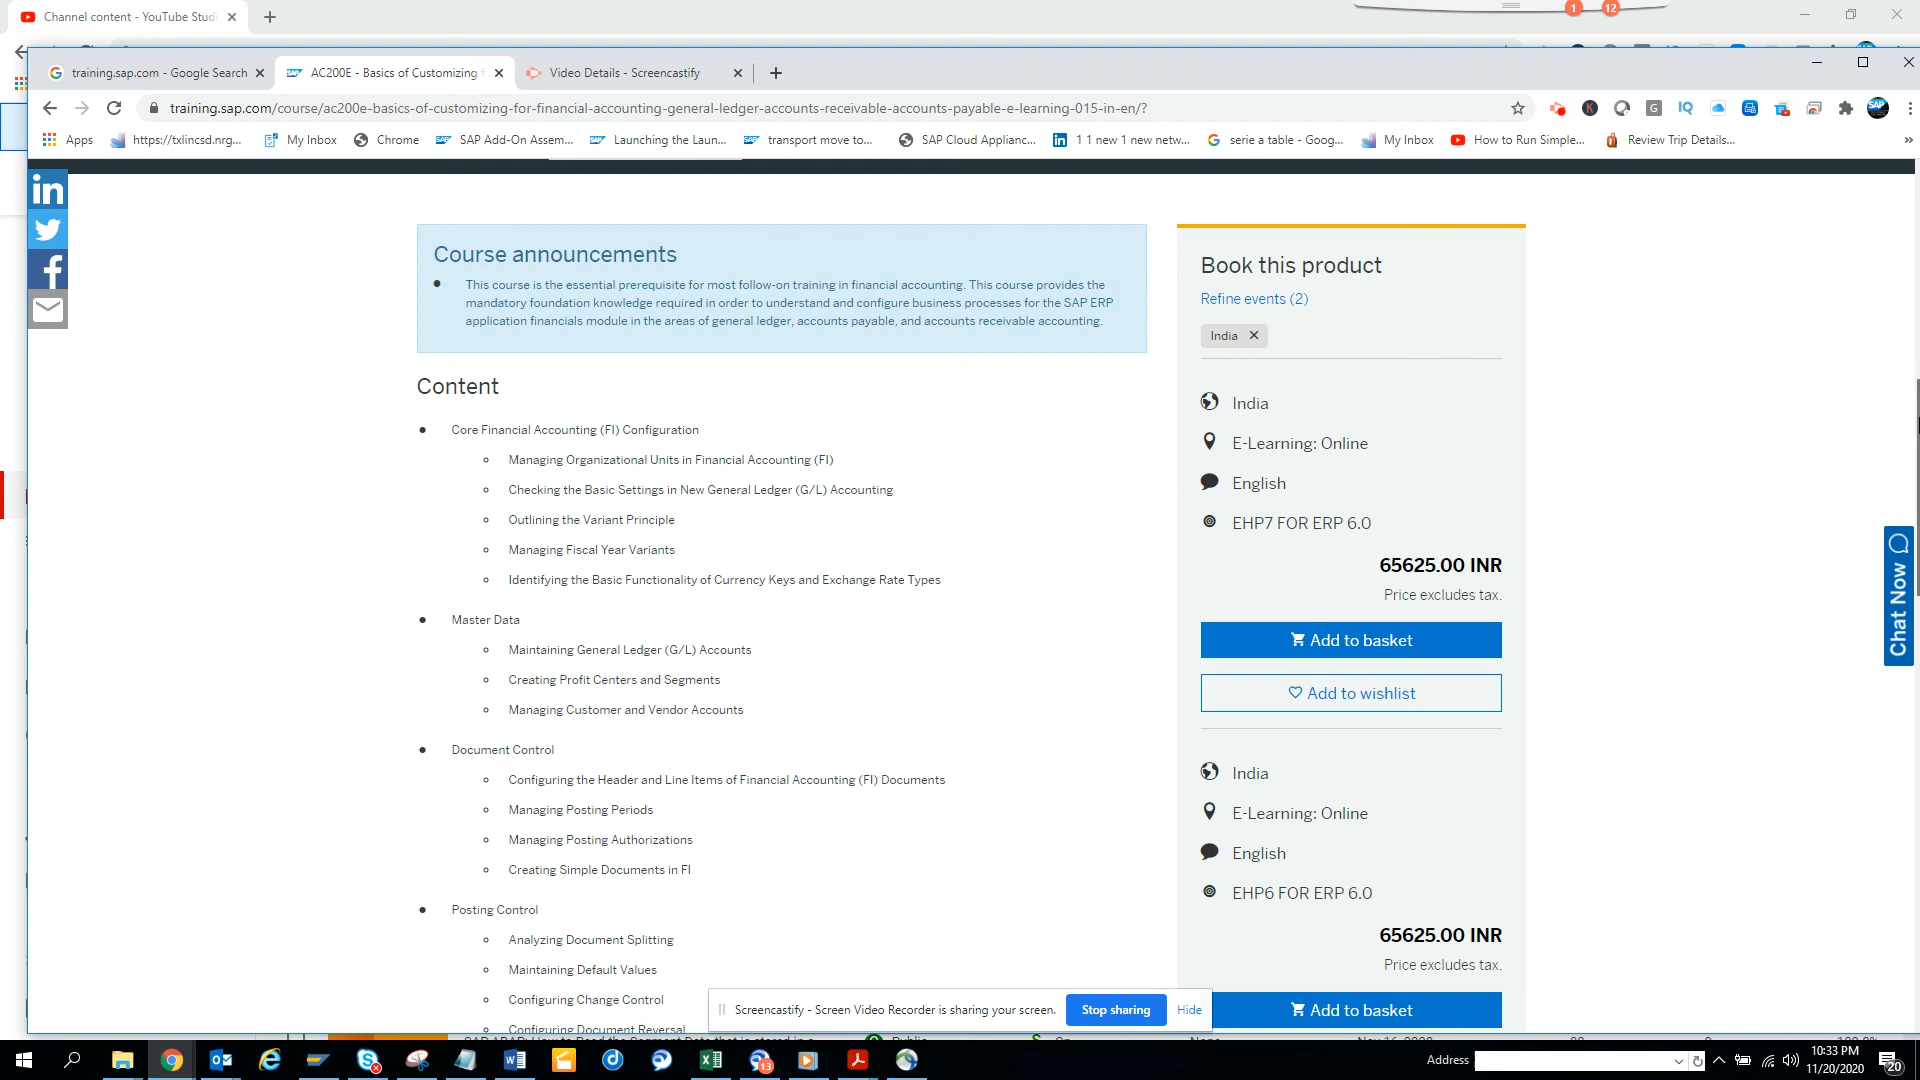 Channel content - YouTube Studi
1
12
training.sap.com - Google Search
AC200E - Basics of Customizing f
Video Details - Screencastify
training.sap.com/course/ac200e-basics-of-customizing-for-financial-accounting-general-ledger-accounts-receivable-accounts-payable-e-learning-015-in-en/?
Apps
https://txlincsd.nrg...
My Inbox
Chrome
SAP Add-On Assem...
Launching the Laun...
transport move to...
SAP Cloud Applianc...
1 1 new 1 new netw...
serie a table - Goog...
My Inbox
How to Run Simple...
Review Trip Details...
Course announcements
This course is the essential prerequisite for most follow-on training in financial accounting. This course provides the
mandatory foundation knowledge required in order to understand and configure business processes for the SAP ERP
application financials module in the areas of general ledger, accounts payable, and accounts receivable accounting.
Content
Core Financial Accounting (FI) Configuration
Managing Organizational Units in Financial Accounting (FI)
Checking the Basic Settings in New General Ledger (G/L) Accounting
Outlining the Variant Principle
Managing Fiscal Year Variants
Identifying the Basic Functionality of Currency Keys and Exchange Rate Types
Master Data
Maintaining General Ledger (G/L) Accounts
Creating Profit Centers and Segments
Managing Customer and Vendor Accounts
Document Control
Configuring the Header and Line Items of Financial Accounting (FI) Documents
Managing Posting Periods
Managing Posting Authorizations
Creating Simple Documents in FI
Posting Control
Analyzing Document Splitting
Maintaining Default Values
Configuring Change Control
Configuring Document Reversal
Book this product
Refine events (2)
India
India
E-Learning: Online
English
EHP7 FOR ERP 6.0
65625.00 INR
Price excludes tax.
Add to basket
Add to wishlist
India
E-Learning: Online
English
EHP6 FOR ERP 6.0
65625.00 INR
Price excludes tax.
Add to basket
Chat Now
Screencastify - Screen Video Recorder is sharing your screen.
Stop sharing
Hide
Address
10:33 PM
11/20/2020
20
13